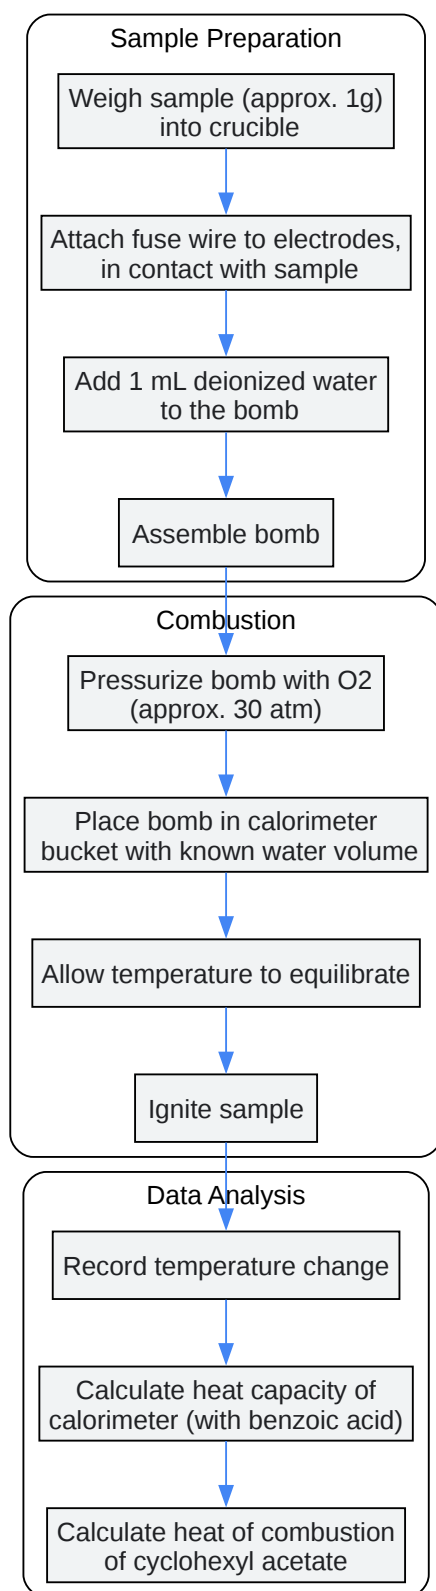 Sample Preparation
Weigh sample (approx. 1g)
into crucible
Attach fuse wire to electrodes,
in contact with sample
Add 1 mL deionized water
to the bomb
Assemble bomb
Combustion
Pressurize bomb with O2
(approx. 30 atm)
Place bomb in calorimeter
bucket with known water volume
Allow temperature to equilibrate
Ignite sample
Data Analysis
Record temperature change
Calculate heat capacity of
calorimeter (with benzoic acid)
Calculate heat of combustion
of cyclohexyl acetate